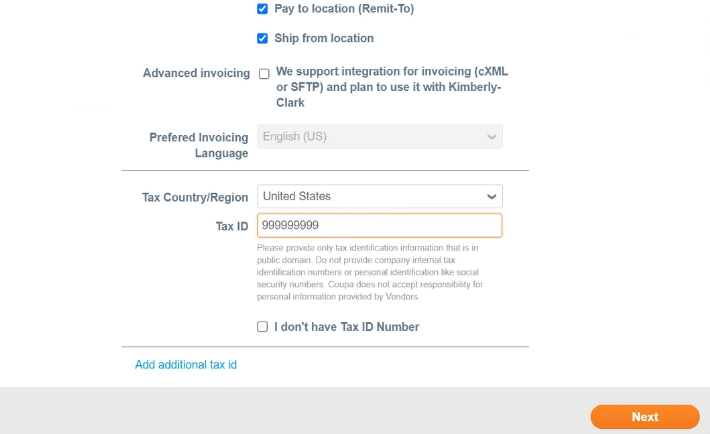 Pay to location (Remit-To)
Ship from location
Advanced invoicing
We support integration for invoicing (cXML
or SFTP) and plan to use it with Kimberly-
Clark
Prefered Invoicing
Language
English (US)
Tax Country/Region
United States
Tax ID
999999999
Please provide only tax identification information that is in
public domain. Do not provide company internal tax
identification numbers or personal identification like social
security numbers. Coupa does not accept responsibility for
personal information provided by Vendors.
I don't have Tax ID Number
Add additional tax id
Next